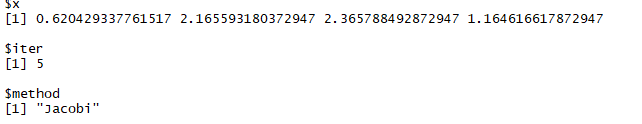 $x
[1] 0.620429337761517 2.165593180372947 2.365788492872947 1.164616617872947
$iter
[1] 5
$method
[1] "Jacobi"